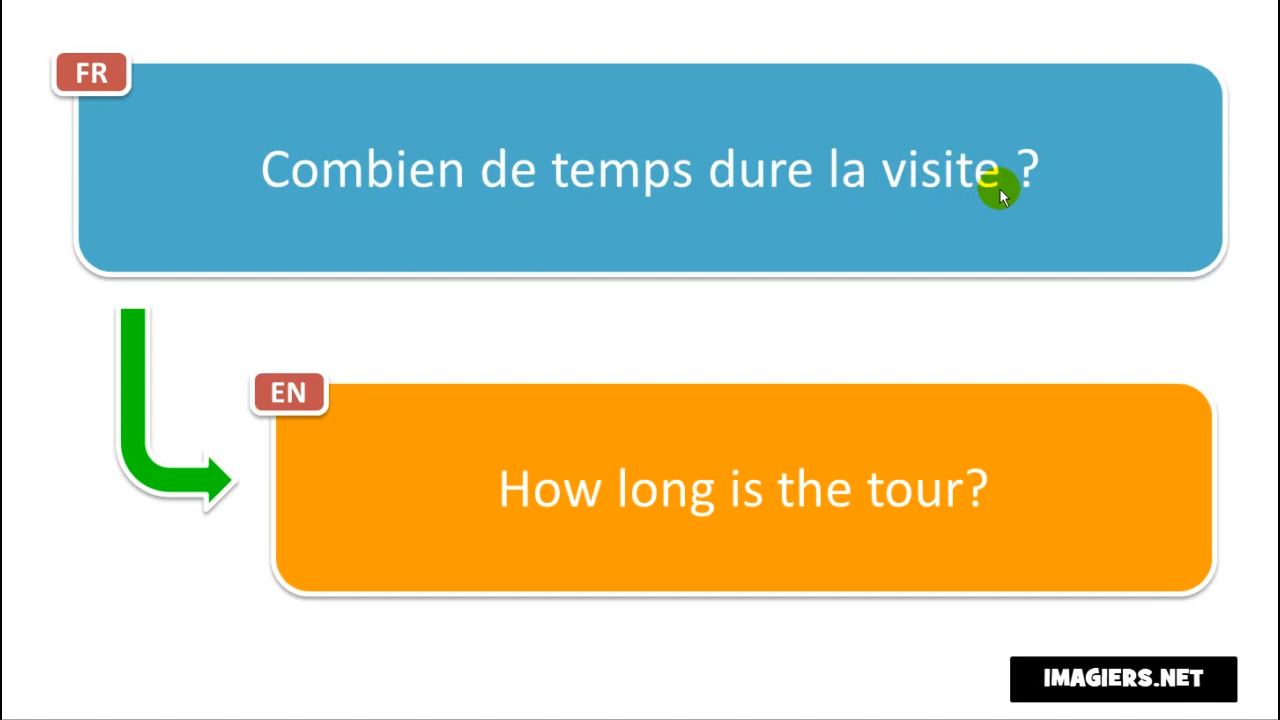 FR
Combien de temps dure la visite ?
EN
How long is the tour?
IMAGIERS.NET